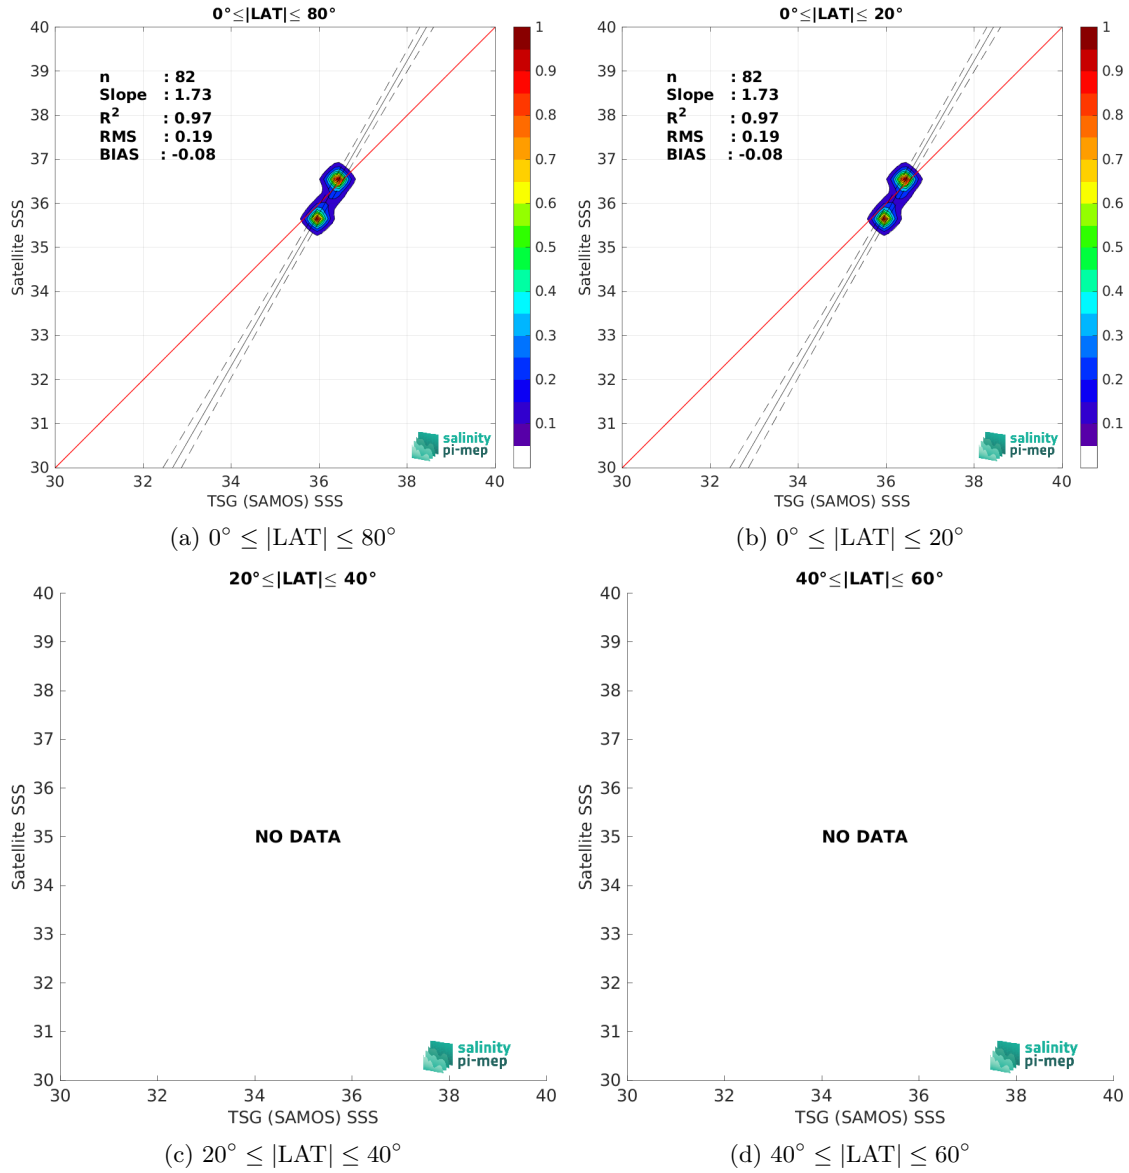 0°≤|LAT|≤ 80°
40
39
38
37
36
35
34
33
32
31
30
Satellite SSS
n : 82
Slope : 1.73
R² : 0.97
RMS : 0.19
BIAS : -0.08
1
0.9
0.8
0.7
0.6
0.5
0.4
0.3
0.2
0.1
salinity
pi-mep
30 32 34 36 38 40
TSG (SAMOS) SSS
(a) 0° ≤ |LAT| ≤ 80°
0°≤|LAT|≤ 20°
40
39
38
37
36
35
34
33
32
31
30
Satellite SSS
n : 82
Slope : 1.73
R² : 0.97
RMS : 0.19
BIAS : -0.08
1
0.9
0.8
0.7
0.6
0.5
0.4
0.3
0.2
0.1
salinity
pi-mep
30 32 34 36 38 40
TSG (SAMOS) SSS
(b) 0° ≤ |LAT| ≤ 20°
20°≤|LAT|≤ 40°
40
39
38
37
36
35
34
33
32
31
30
Satellite SSS
NO DATA
salinity
pi-mep
30 32 34 36 38 40
TSG (SAMOS) SSS
(c) 20° ≤ |LAT| ≤ 40°
40°≤|LAT|≤ 60°
40
39
38
37
36
35
34
33
32
31
30
Satellite SSS
NO DATA
salinity
pi-mep
30 32 34 36 38 40
TSG (SAMOS) SSS
(d) 40° ≤ |LAT| ≤ 60°